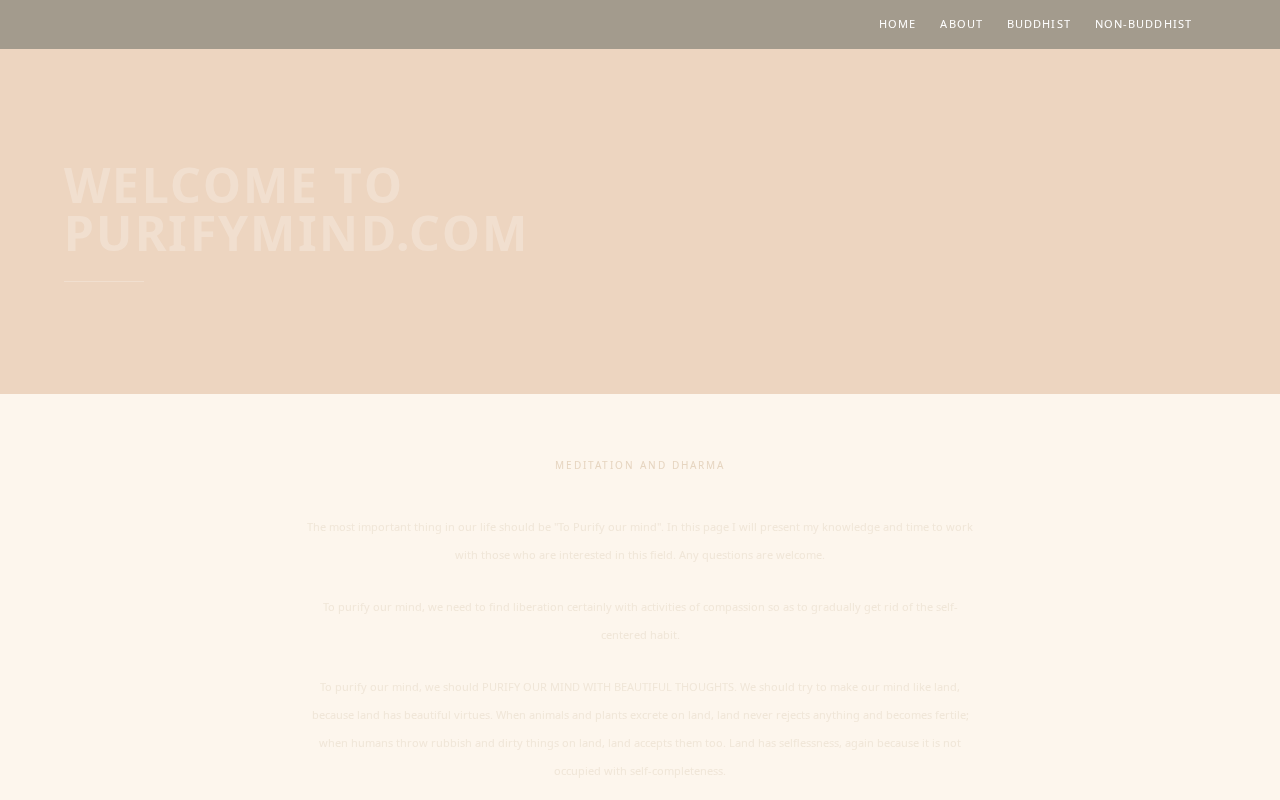 HOME ABOUT BUDDHIST NON-BUDDHIST
WELCOME TO
PURIFYMIND.COM
MEDITATION AND DHARMA
The most important thing in our life should be "To Purify our mind". In this page I will present my knowledge and time to work
with those who are interested in this field. Any questions are welcome.
To purify our mind, we need to find liberation certainly with activities of compassion so as to gradually get rid of the self-
centered habit.
To purify our mind, we should PURIFY OUR MIND WITH BEAUTIFUL THOUGHTS. We should try to make our mind like land,
because land has beautiful virtues. When animals and plants excrete on land, land never rejects anything and becomes fertile;
when humans throw rubbish and dirty things on land, land accepts them too. Land has selflessness, again because it is not
occupied with self-completeness.